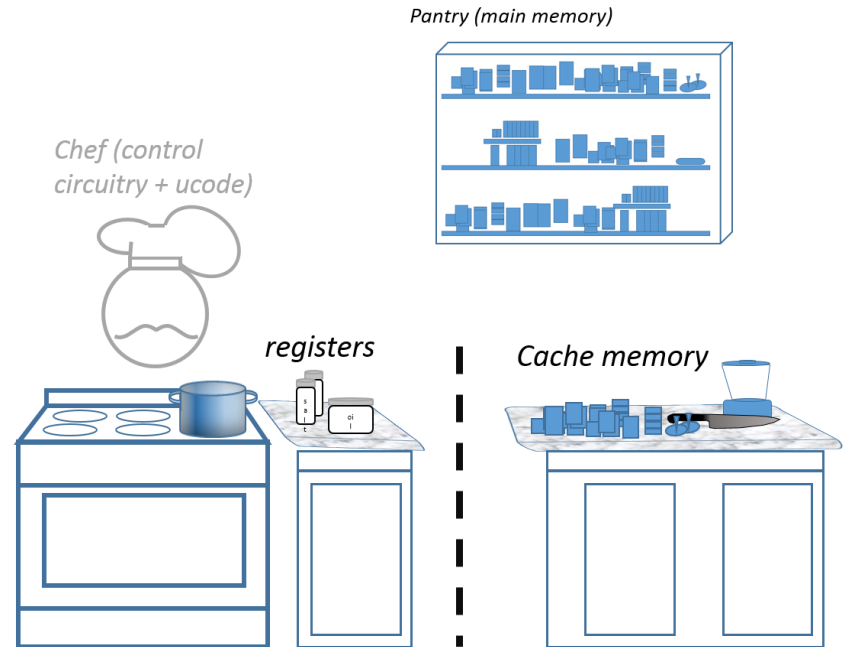 Pantry (main memory)
Chef (control
circuitry + ucode)
registers
Cache memory
s
a
l
t
oi
l